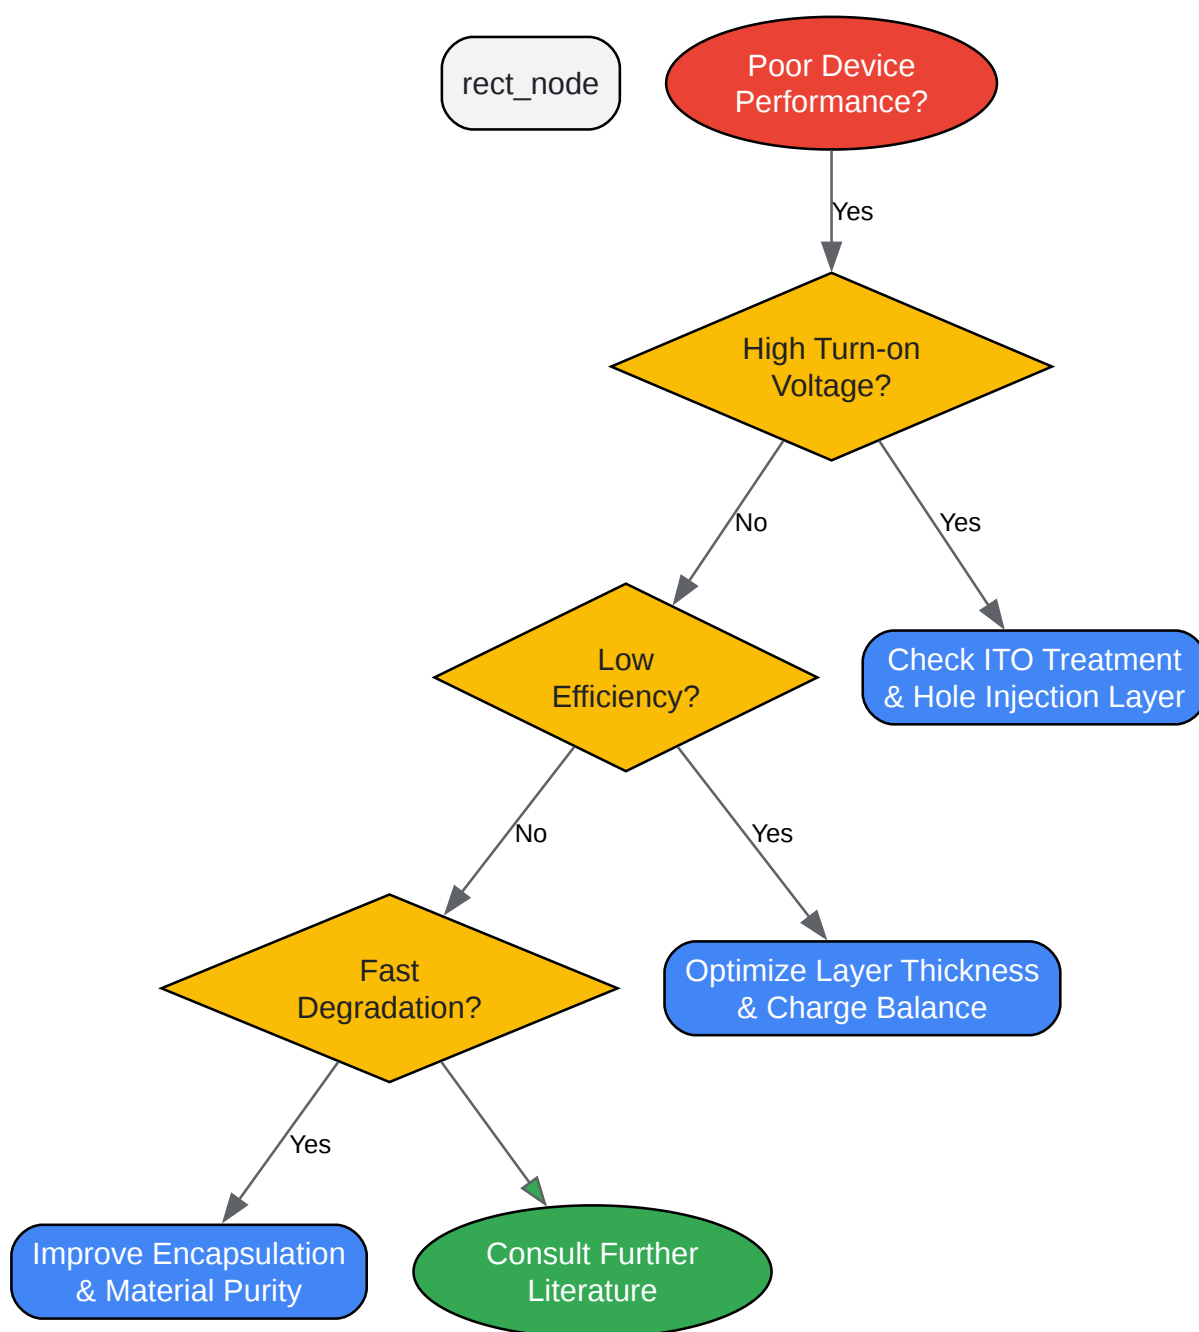 rect_node
Poor Device
Performance?
Yes
High Turn-on
Voltage?
No
Yes
Low
Efficiency?
Check ITO Treatment
& Hole Injection Layer
No
Yes
Fast
Degradation?
Optimize Layer Thickness
& Charge Balance
Yes
Improve Encapsulation
& Material Purity
Consult Further
Literature